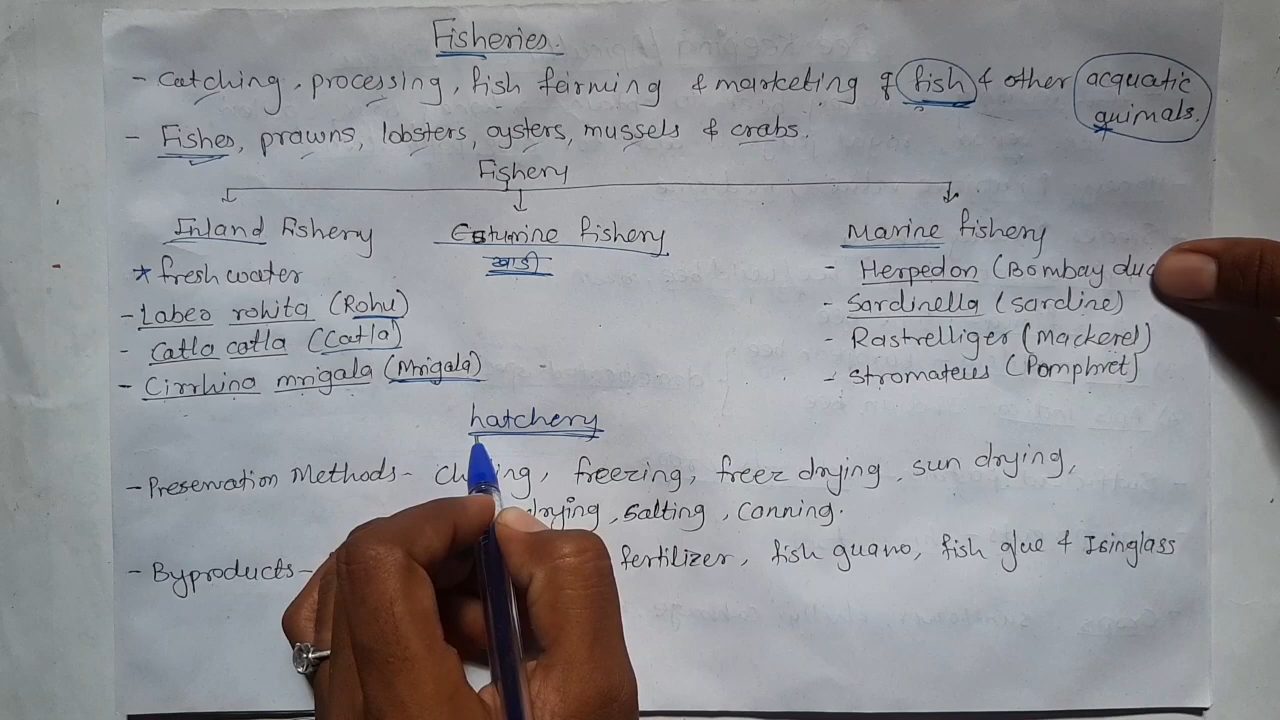 Fisheries.
- Catching, processing, fish fairming & marketing of fish & other acquatic animals.
- Fishes, prawns, lobsters, oysters, mussels & crabs.
Fishery
Inland Fishery Esturine fishery Marine fishery
खाडी
* fresh water
- Labeo rohita (Rohu)
- Catla catla (Catla)
- Cirrhina mrigala (Mrigala)
- Herpedon (Bombay
- Sardinella (Sardine)
- Rastrelliger (Mackerel)
- Stromateus (Pomphret)
hatchery
- Preservation Methods- freezing, freez drying, sun drying,
drying, salting, canning.
- Byproducts- fertilizer, fish guano, fish glue & Isinglass